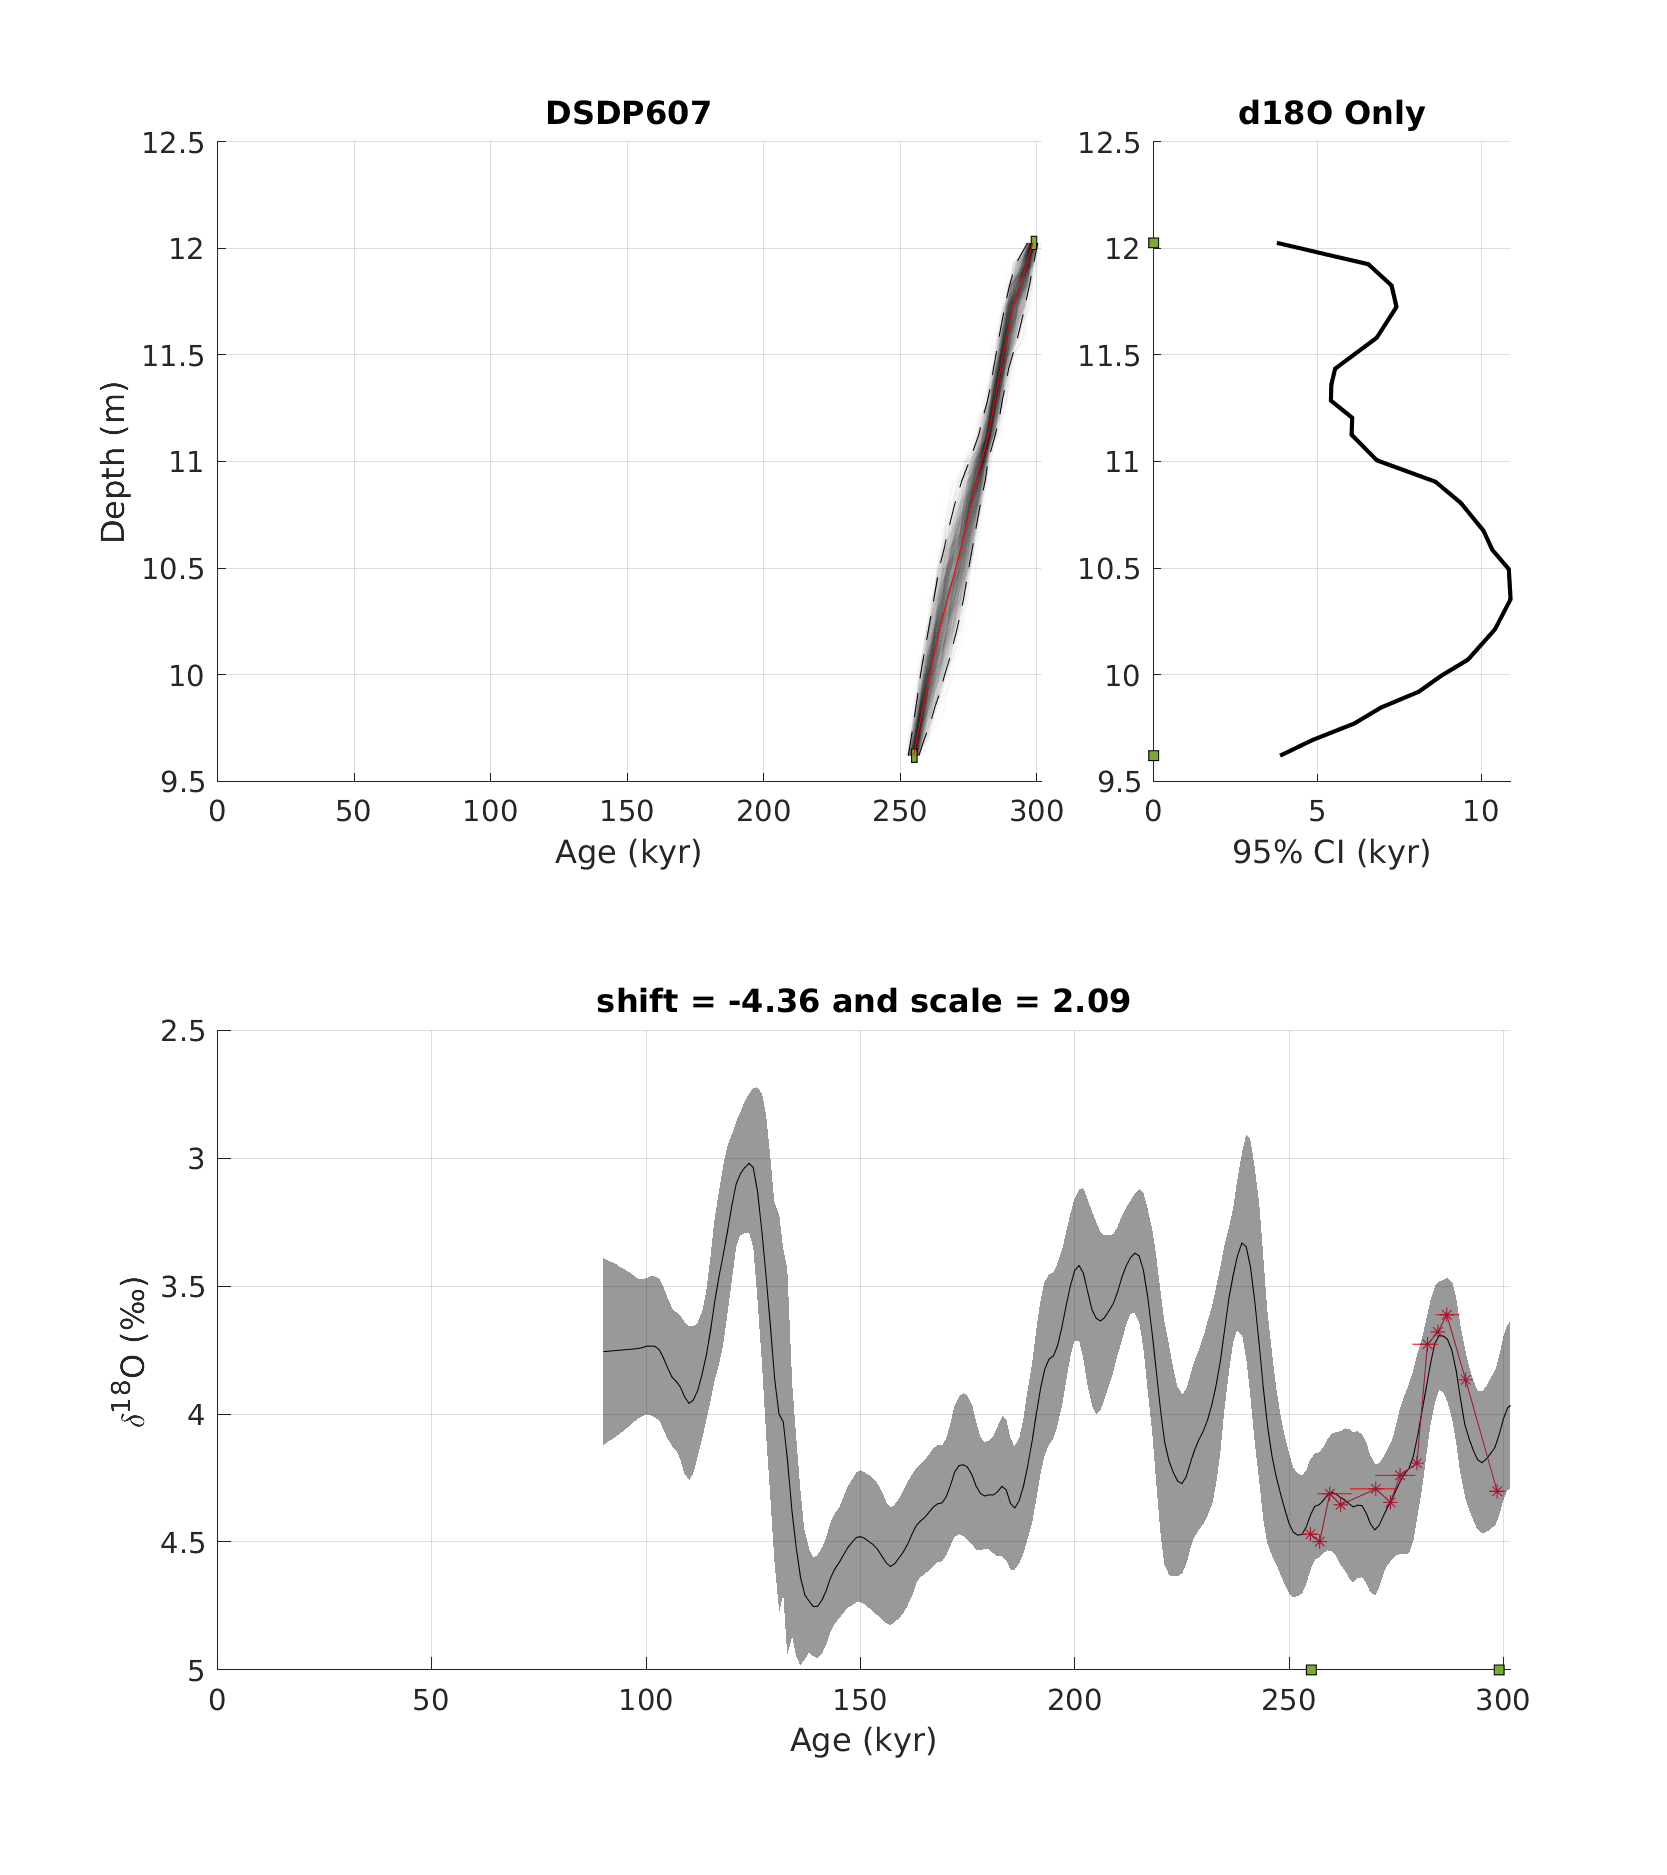 DSDP607
d18O Only
12.5
12
11.5
11
10.5
10
9.5
Depth (m)
0 50 100 150 200 250 300
Age (kyr)
12.5
12
11.5
11
10.5
10
9.5
0 5 10
95% CI (kyr)
shift = -4.36 and scale = 2.09
2.5
3
3.5
4
4.5
5
δ¹⁸O (‰)
0 50 100 150 200 250 300
Age (kyr)